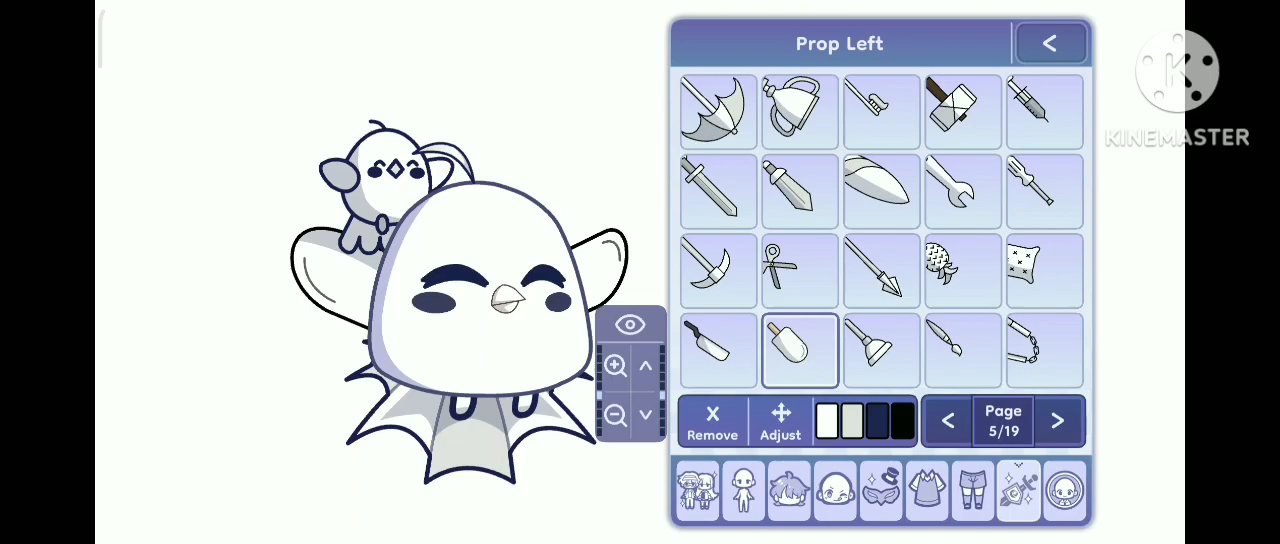 Prop Left
<
K
KINEMASTER
X
Remove
Adjust
<
Page
5/19
>